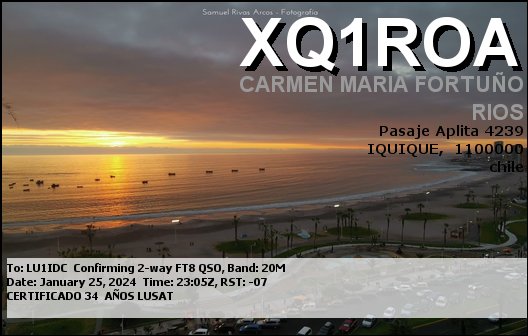 Samuel Rivas Arcos - Fotografía
XQ1ROA
CARMEN MARIA FORTUÑO
RIOS
Pasaje Aplita 4239
IQUIQUE, 1100000
chile
To: LU1IDC Confirming 2-way FT8 QSO, Band: 20M
Date: January 25, 2024 Time: 23:05Z, RST: -07
CERTIFICADO 34 AÑOS LUSAT